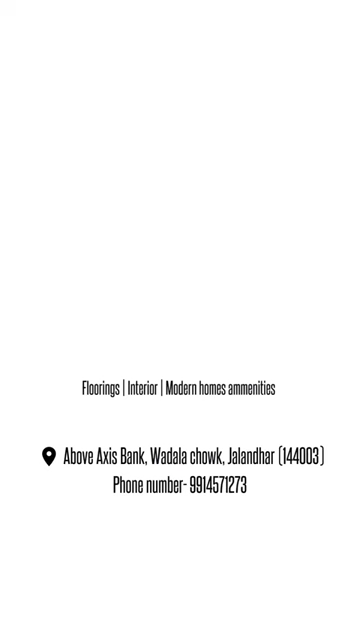 Floorings | Interior | Modern homes ammenities
Above Axis Bank, Wadala chowk, Jalandhar (144003)
Phone number- 9914571273